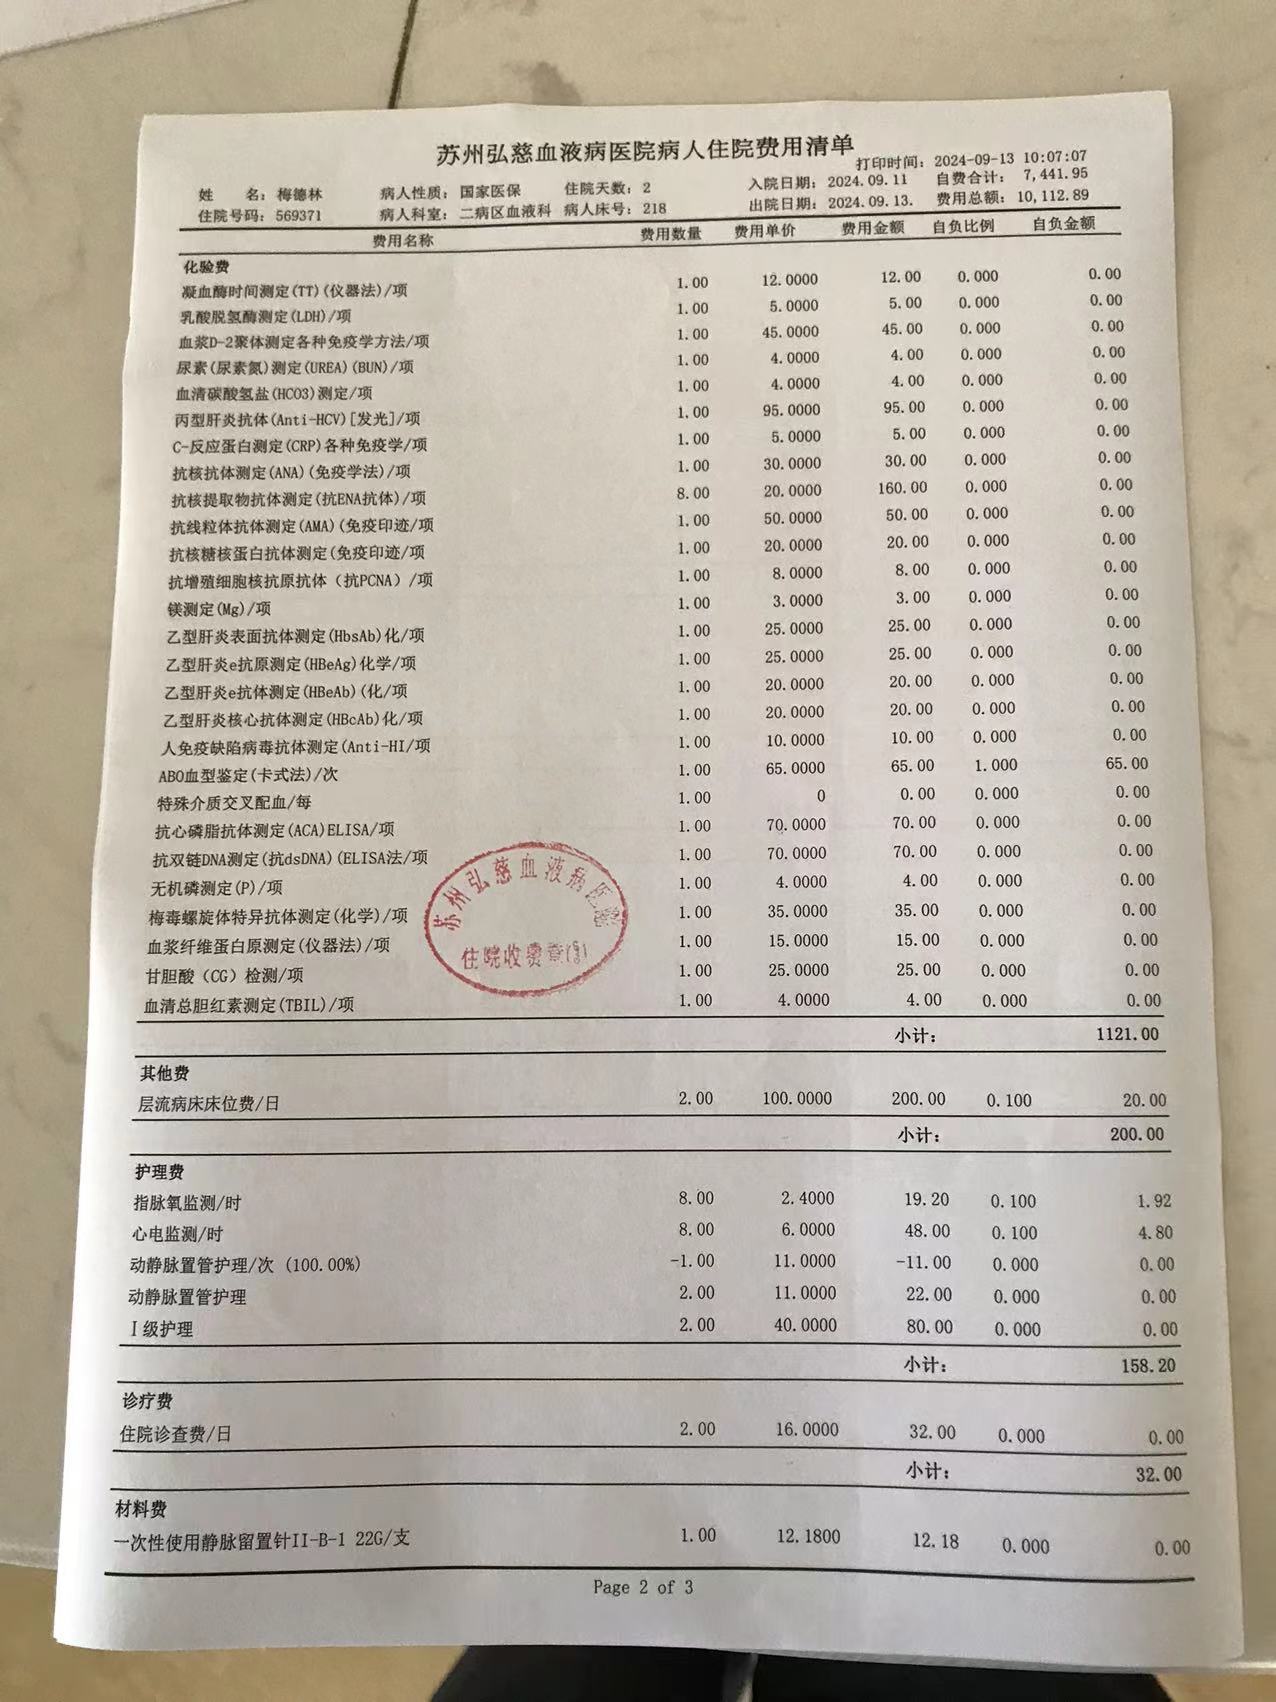 苏州弘慈血液病医院病人住院费用清单
打印时间: 2024-09-13 10:07:07
姓 名: 梅德林 病人性质: 国家医保 住院天数: 2 入院日期: 2024.09.11 自费合计: 7,441.95
住院号码: 569371 病人科室: 二病区血液科 病人床号: 218 出院日期: 2024.09.13. 费用总额: 10,112.89
费用名称 费用数量 费用单价 费用金额 自负比例 自负金额
化验费
凝血酶时间测定(TT)(仪器法)/项 1.00 12.0000 12.00 0.000 0.00
乳酸脱氢酶测定(LDH)/项 1.00 5.0000 5.00 0.000 0.00
血浆D-2聚体测定各种免疫学方法/项 1.00 45.0000 45.00 0.000 0.00
尿素(尿素氮)测定(UREA)(BUN)/项 1.00 4.0000 4.00 0.000 0.00
血清碳酸氢盐(HCO3)测定/项 1.00 4.0000 4.00 0.000 0.00
丙型肝炎抗体(Anti-HCV)[发光]/项 1.00 95.0000 95.00 0.000 0.00
C-反应蛋白测定(CRP)各种免疫学/项 1.00 5.0000 5.00 0.000 0.00
抗核抗体测定(ANA)(免疫学法)/项 1.00 30.0000 30.00 0.000 0.00
抗核提取物抗体测定(抗ENA抗体)/项 8.00 20.0000 160.00 0.000 0.00
抗线粒体抗体测定(AMA)(免疫印迹/项 1.00 50.0000 50.00 0.000 0.00
抗核糖核蛋白抗体测定(免疫印迹/项 1.00 20.0000 20.00 0.000 0.00
抗增殖细胞核抗原抗体（抗PCNA）/项 1.00 8.0000 8.00 0.000 0.00
镁测定(Mg)/项 1.00 3.0000 3.00 0.000 0.00
乙型肝炎表面抗体测定(HbsAb)化/项 1.00 25.0000 25.00 0.000 0.00
乙型肝炎e抗原测定(HBeAg)化学/项 1.00 25.0000 25.00 0.000 0.00
乙型肝炎e抗体测定(HBeAb)(化/项 1.00 20.0000 20.00 0.000 0.00
乙型肝炎核心抗体测定(HBcAb)化/项 1.00 20.0000 20.00 0.000 0.00
人免疫缺陷病毒抗体测定(Anti-HI/项 1.00 10.0000 10.00 0.000 0.00
ABO血型鉴定(卡式法)/次 1.00 65.0000 65.00 1.000 65.00
特殊介质交叉配血/每 1.00 0 0.00 0.000 0.00
抗心磷脂抗体测定(ACA)ELISA/项 1.00 70.0000 70.00 0.000 0.00
抗双链DNA测定(抗dsDNA)(ELISA法/项 1.00 70.0000 70.00 0.000 0.00
无机磷测定(P)/项 1.00 4.0000 4.00 0.000 0.00
梅毒螺旋体特异抗体测定(化学)/项 1.00 35.0000 35.00 0.000 0.00
血浆纤维蛋白原测定(仪器法)/项 1.00 15.0000 15.00 0.000 0.00
甘胆酸（CG）检测/项 1.00 25.0000 25.00 0.000 0.00
血清总胆红素测定(TBIL)/项 1.00 4.0000 4.00 0.000 0.00
苏州弘慈血液病医院
住院收费章
小计: 1121.00
其他费
层流病床床位费/日 2.00 100.0000 200.00 0.100 20.00
小计: 200.00
护理费
指脉氧监测/时 8.00 2.4000 19.20 0.100 1.92
心电监测/时 8.00 6.0000 48.00 0.100 4.80
动静脉置管护理/次 (100.00%) -1.00 11.0000 -11.00 0.000 0.00
动静脉置管护理 2.00 11.0000 22.00 0.000 0.00
Ⅰ级护理 2.00 40.0000 80.00 0.000 0.00
小计: 158.20
诊疗费
住院诊查费/日 2.00 16.0000 32.00 0.000 0.00
小计: 32.00
材料费
一次性使用静脉留置针II-B-1 22G/支 1.00 12.1800 12.18 0.000 0.00
Page 2 of 3